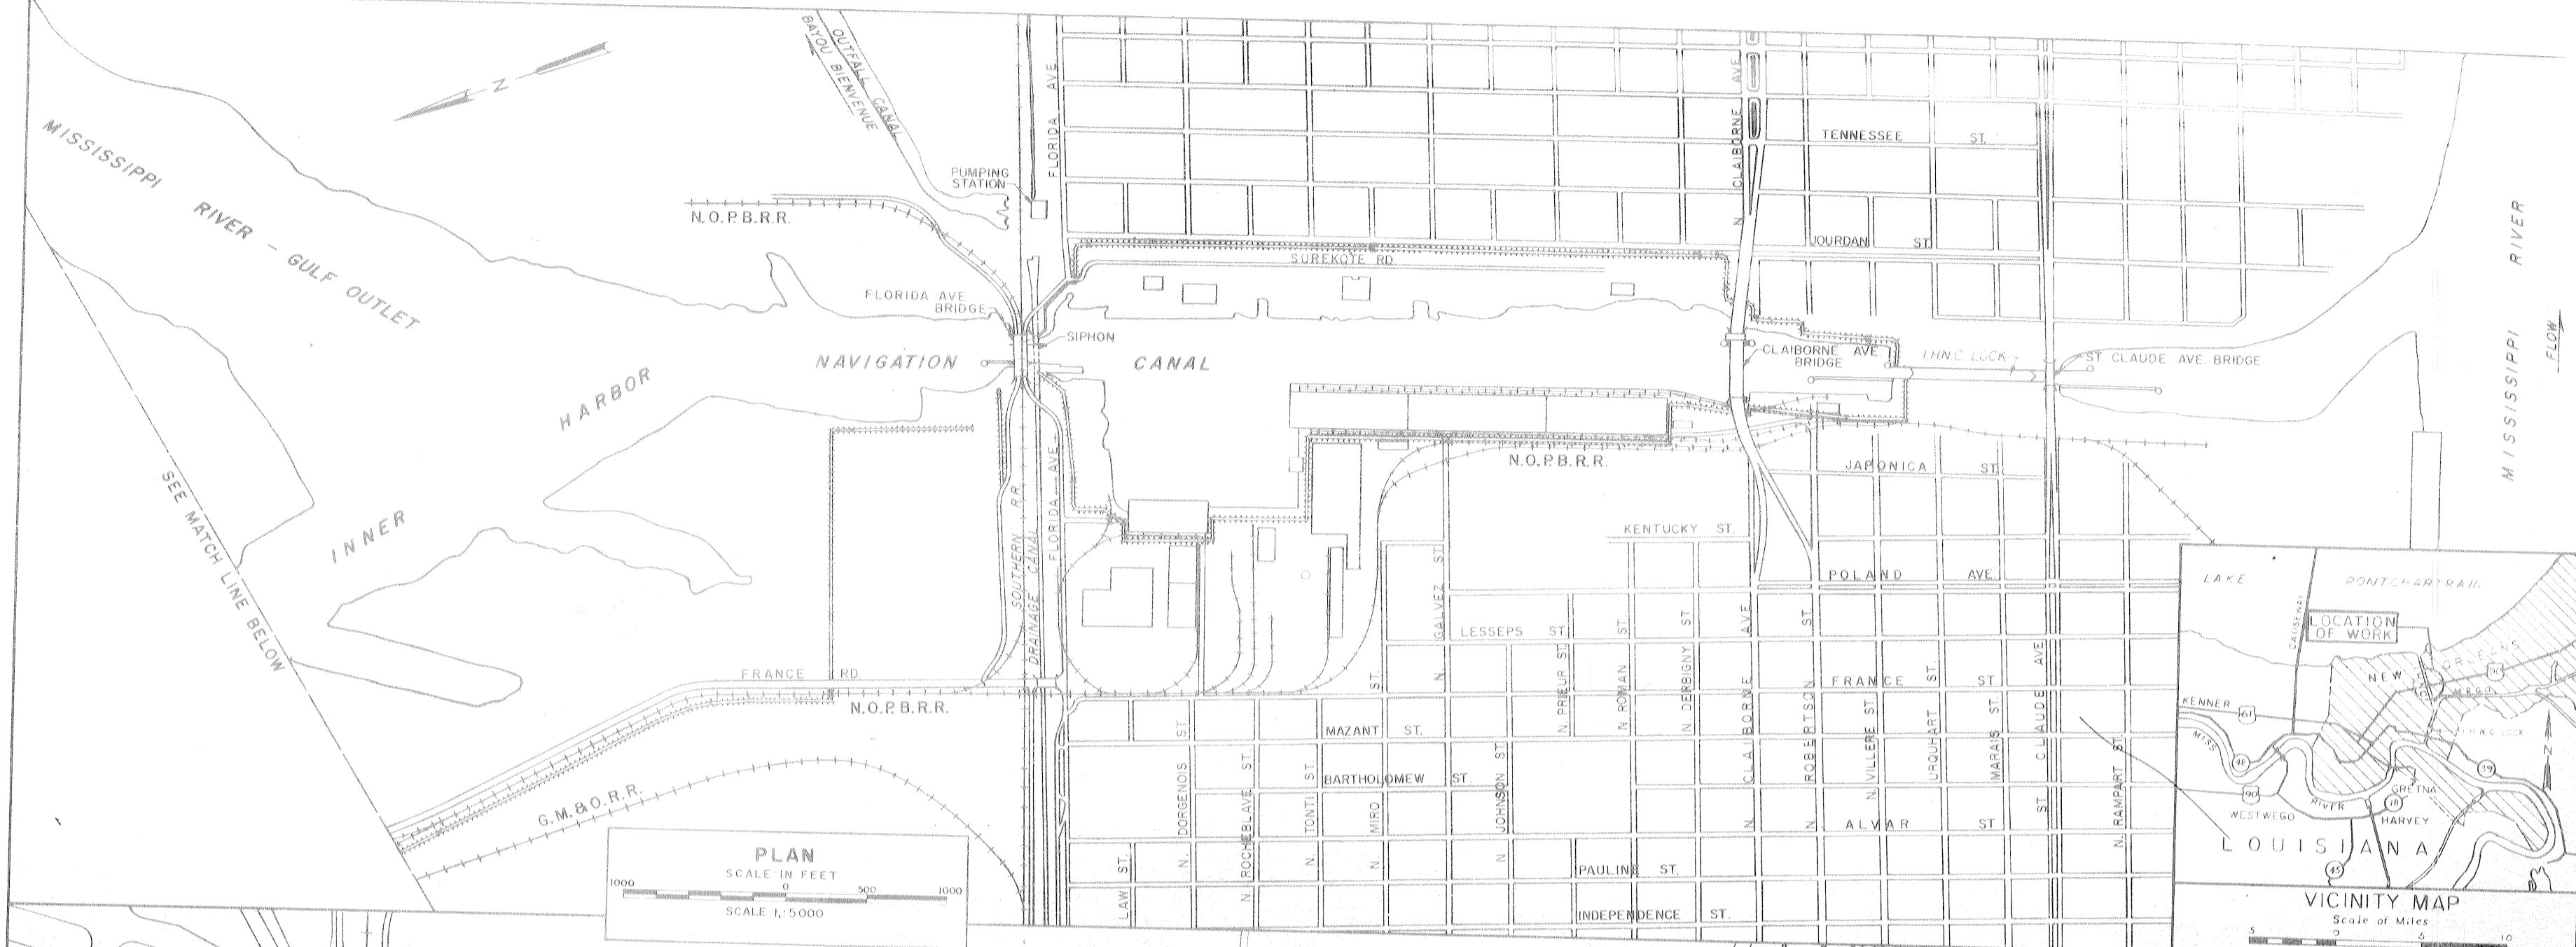 MISSISSIPPI RIVER - GULF OUTLET
N
OUTFALL CANAL
BAYOU BIENVENUE
FLORIDA AVE
PUMPING
STATION
N.O.P.B.R.R.
FLORIDA AVE.
BRIDGE
SIPHON
SUREKOTE RD
N CLAIBORNE AVE
TENNESSEE ST.
JOURDAN ST.
INNER HARBOR NAVIGATION CANAL
CLAIBORNE AVE.
BRIDGE
I.H.N.C. LOCK
ST CLAUDE AVE. BRIDGE
MISSISSIPPI RIVER
FLOW
SEE MATCH LINE BELOW
SOUTHERN RR.
DRAINAGE CANAL
FLORIDA AVE.
N.O.P.B.R.R.
JAPONICA ST.
KENTUCKY ST.
POLAND AVE.
LESSEPS ST.
FRANCE RD.
N.O.P.B.R.R.
FRANCE ST
MAZANT ST.
BARTHOLOMEW ST.
ALVAR ST
PAULINE ST.
INDEPENDENCE ST.
G.M.&O.R.R.
LAW ST.
N. DORGENOIS ST
N. ROCHEBLAVE ST.
N. TONTI ST.
N. MIRO ST.
N GALVEZ ST.
N JOHNSON ST.
N PRIEUR ST.
N ROMAN ST.
N DERBIGNY ST
N CLAIBORNE AVE
N ROBERTSON ST.
N. VILLERE ST.
URQUHART ST
MARAIS ST.
ST CLAUDE AVE.
N. RAMPART ST.
PLAN
SCALE IN FEET
1000 0 500 1000
SCALE 1:5000
LAKE PONTCHARTRAIN
CAUSEWAY
LOCATION
OF WORK
NEW ORLEANS
90
M.R.G.O.
KENNER
61
I.H.N.C. LOCK
MISS
48
39
90
RIVER
18
GRETNA
WESTWEGO
HARVEY
LOUISIANA
45
N
VICINITY MAP
Scale of Miles
5 0 5 10